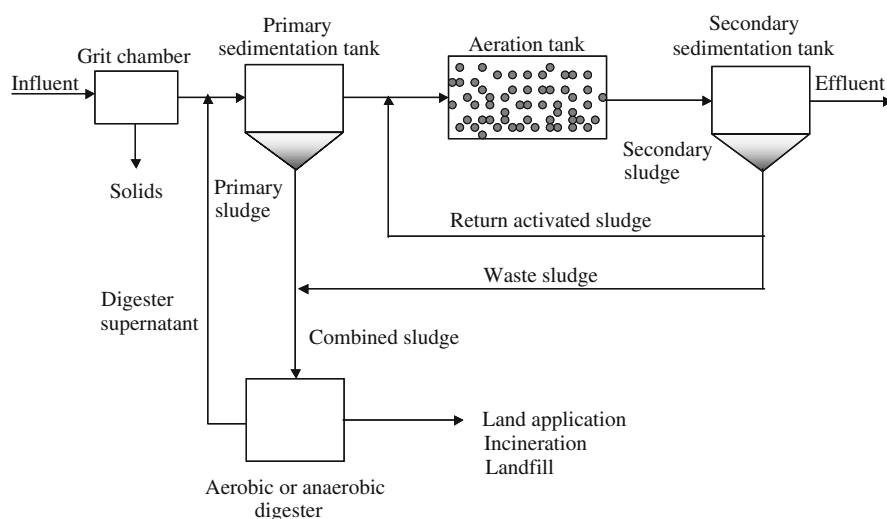 Primary
sedimentation tank
Secondary
sedimentation tank
Grit chamber
Aeration tank
Influent
Effluent
Solids
Primary
sludge
Secondary
sludge
Return activated sludge
Waste sludge
Digester
supernatant
Combined sludge
Land application
Incineration
Landfill
Aerobic or anaerobic
digester